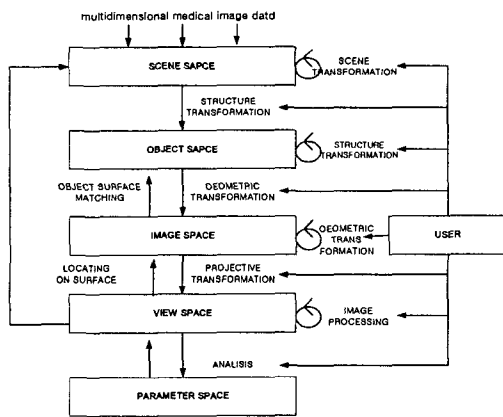 multidimensional medical image datd
SCENE SAPCE
SCENE
TRANSFORMATION
STRUCTURE
TRANSFORMATION
OBJECT SAPCE
STRUCTURE
TRANSFORMATION
OBJECT SURFACE
MATCHING
OEOMETRIC
TRANSFORMATION
IMAGE SPACE
OEOMETRIC
TRANS
FORMATION
USER
LOCATING
ON SURFACE
PROJECTIVE
TRANSFORMATION
VIEW SPACE
IMAGE
PROCESSING
ANALISIS
PARAMETER SPACE